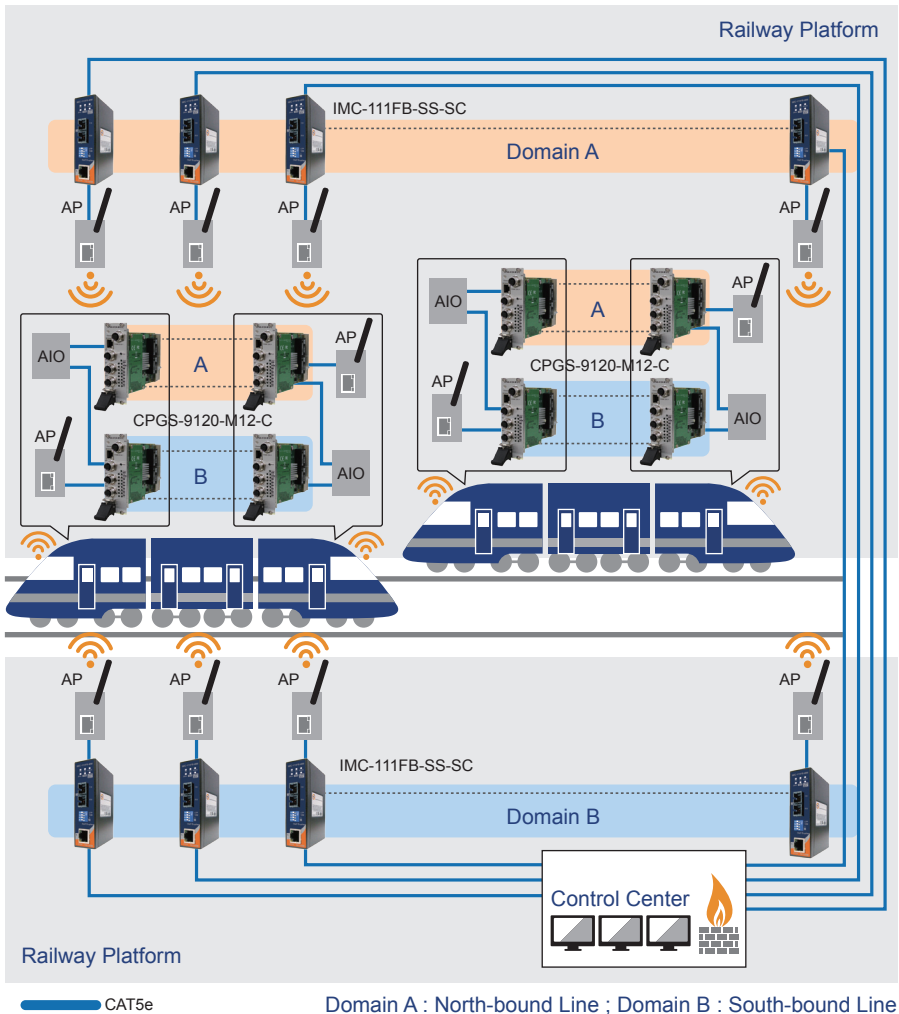 Railway Platform
IMC-111FB-SS-SC
Domain A
AP
AP
AP
AP
AIO
A
AP
CPGS-9120-M12-C
AP
B
AIO
AIO
A
AP
CPGS-9120-M12-C
AP
B
AIO
AP
AP
AP
AP
IMC-111FB-SS-SC
Domain B
Control Center
Railway Platform
CAT5e
Domain A : North-bound Line ; Domain B : South-bound Line